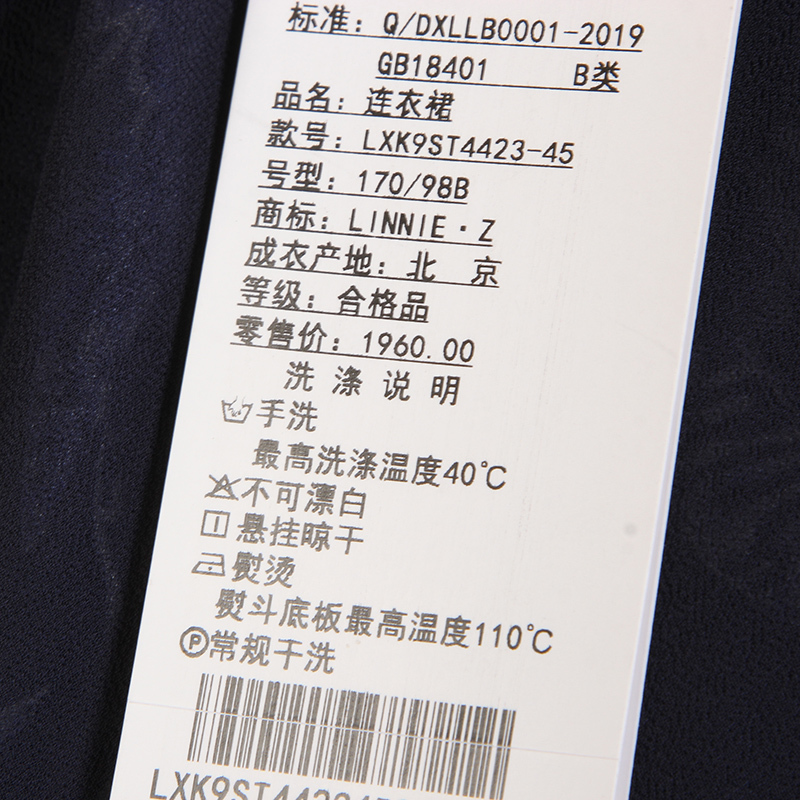 标准：Q/DXLLB0001-2019
GB18401 B类
品名：连衣裙
款号：LXK9ST4423-45
号型：170/98B
商标：LINNIE·Z
成衣产地：北 京
等级：合格品
零售价：1960.00
洗涤说明
手洗
最高洗涤温度40℃
不可漂白
悬挂晾干
熨烫
熨斗底板最高温度110℃
Ⓟ常规干洗